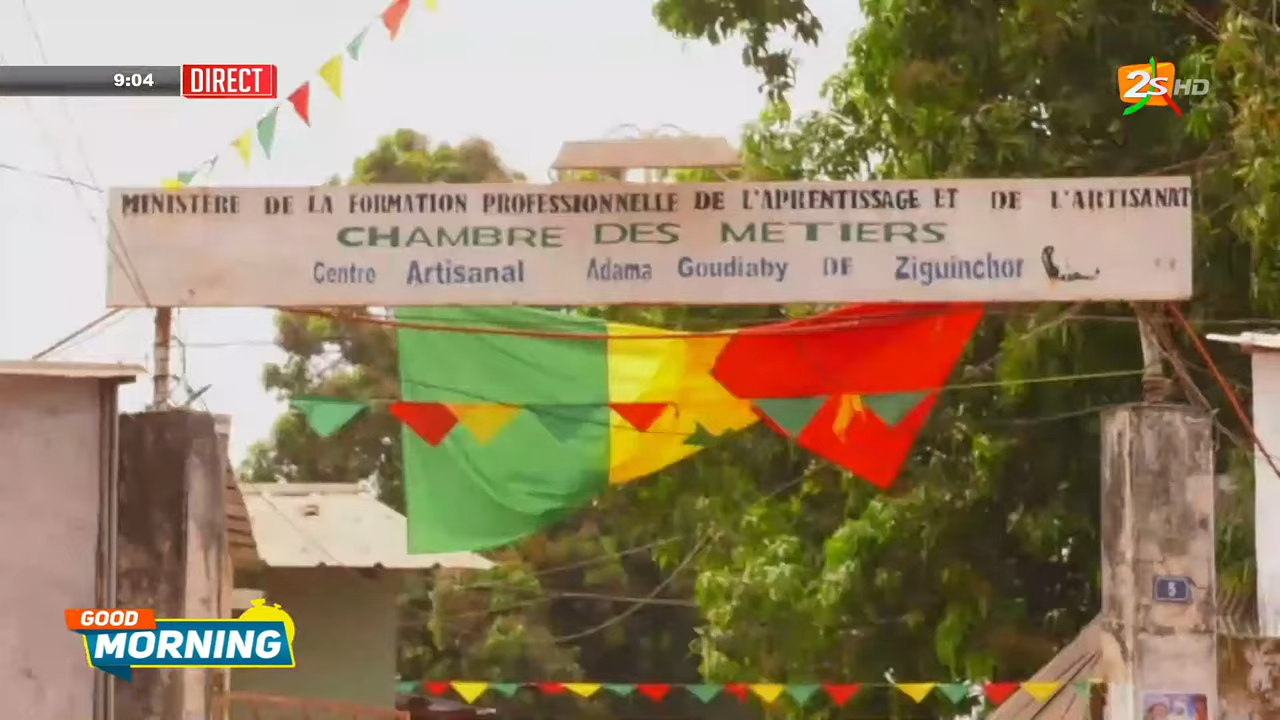 9:04 DIRECT
2S HD
MINISTERE DE LA FORMATION PROFESSIONNELLE DE L'APRENTISSAGE ET DE L'ARTISANAT
CHAMBRE DES METIERS
Centre Artisanal Adama Goudiaby DE Ziguinchor
5
GOOD
MORNING